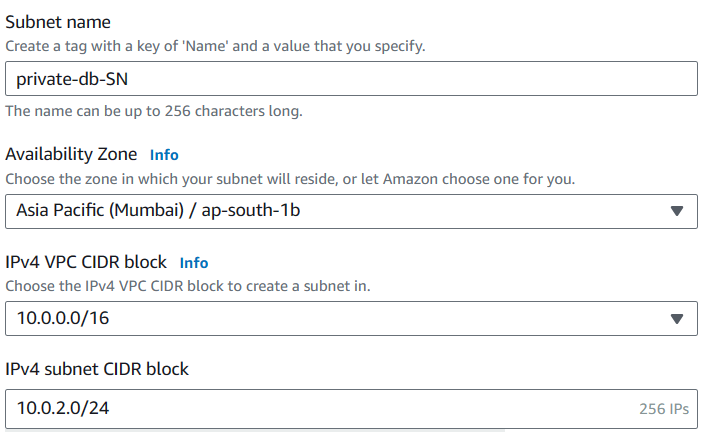 Subnet name
Create a tag with a key of 'Name' and a value that you specify.
private-db-SN
The name can be up to 256 characters long.
Availability Zone Info
Choose the zone in which your subnet will reside, or let Amazon choose one for you.
Asia Pacific (Mumbai) / ap-south-1b
IPv4 VPC CIDR block Info
Choose the IPv4 VPC CIDR block to create a subnet in.
10.0.0.0/16
IPv4 subnet CIDR block
10.0.2.0/24 256 IPs